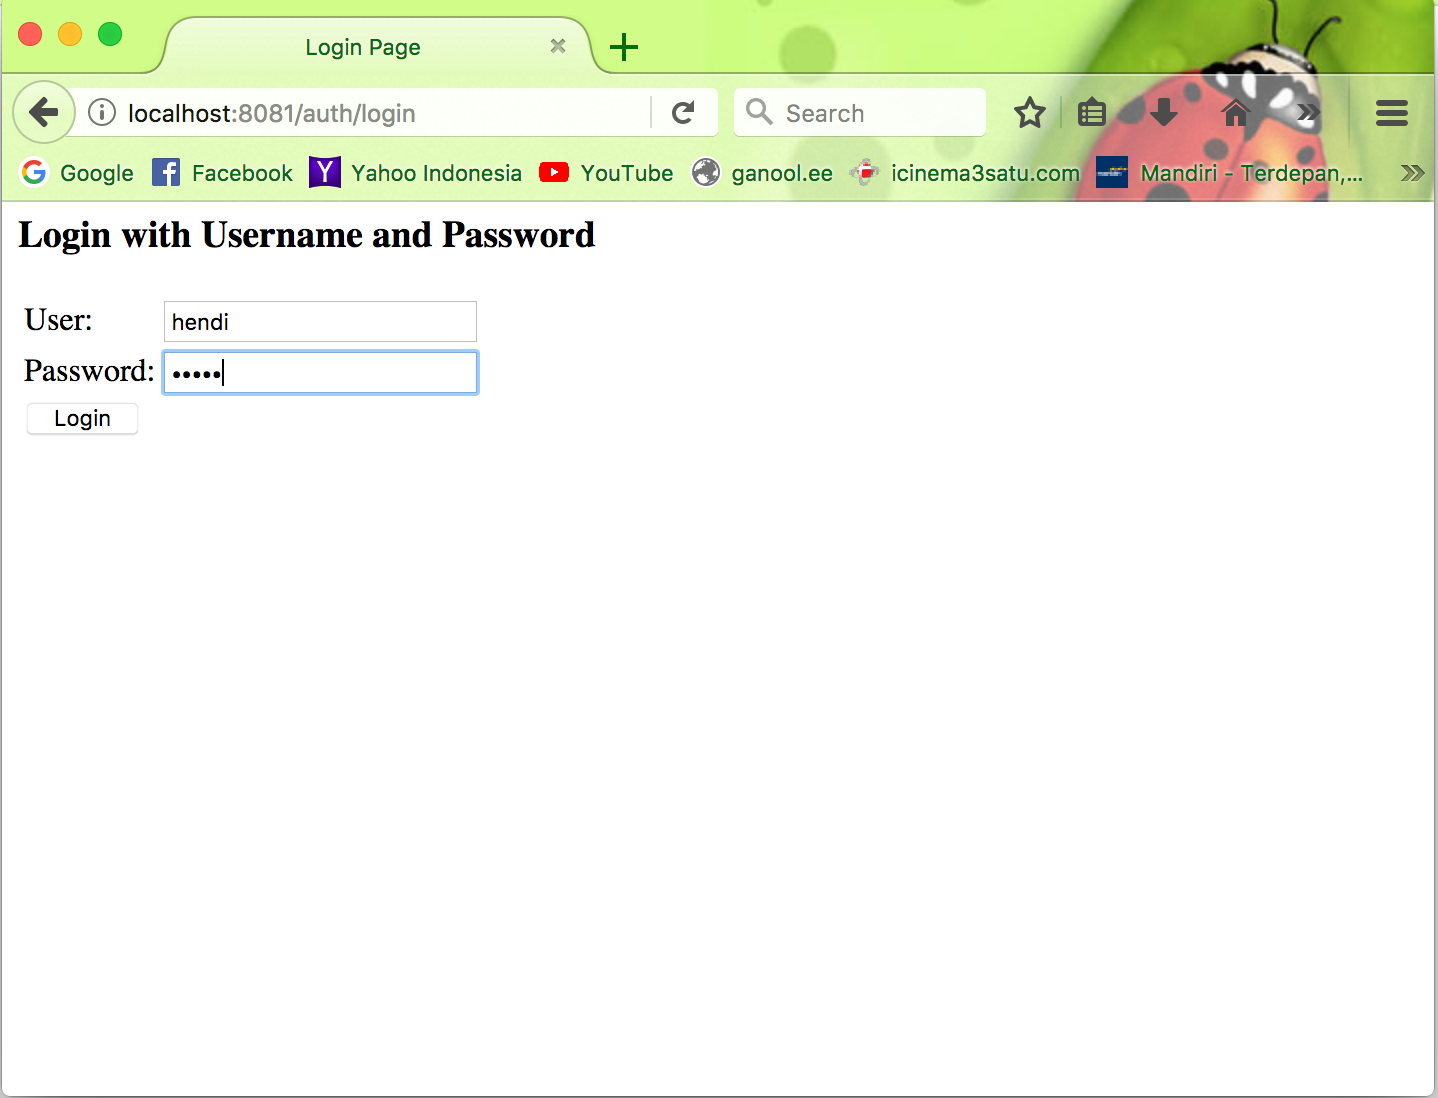 Login Page
localhost:8081/auth/login
Search
Google Facebook Yahoo Indonesia YouTube ganool.ee icinema3satu.com Mandiri - Terdepan,...
Login with Username and Password
User: hendi
Password: •••••
Login